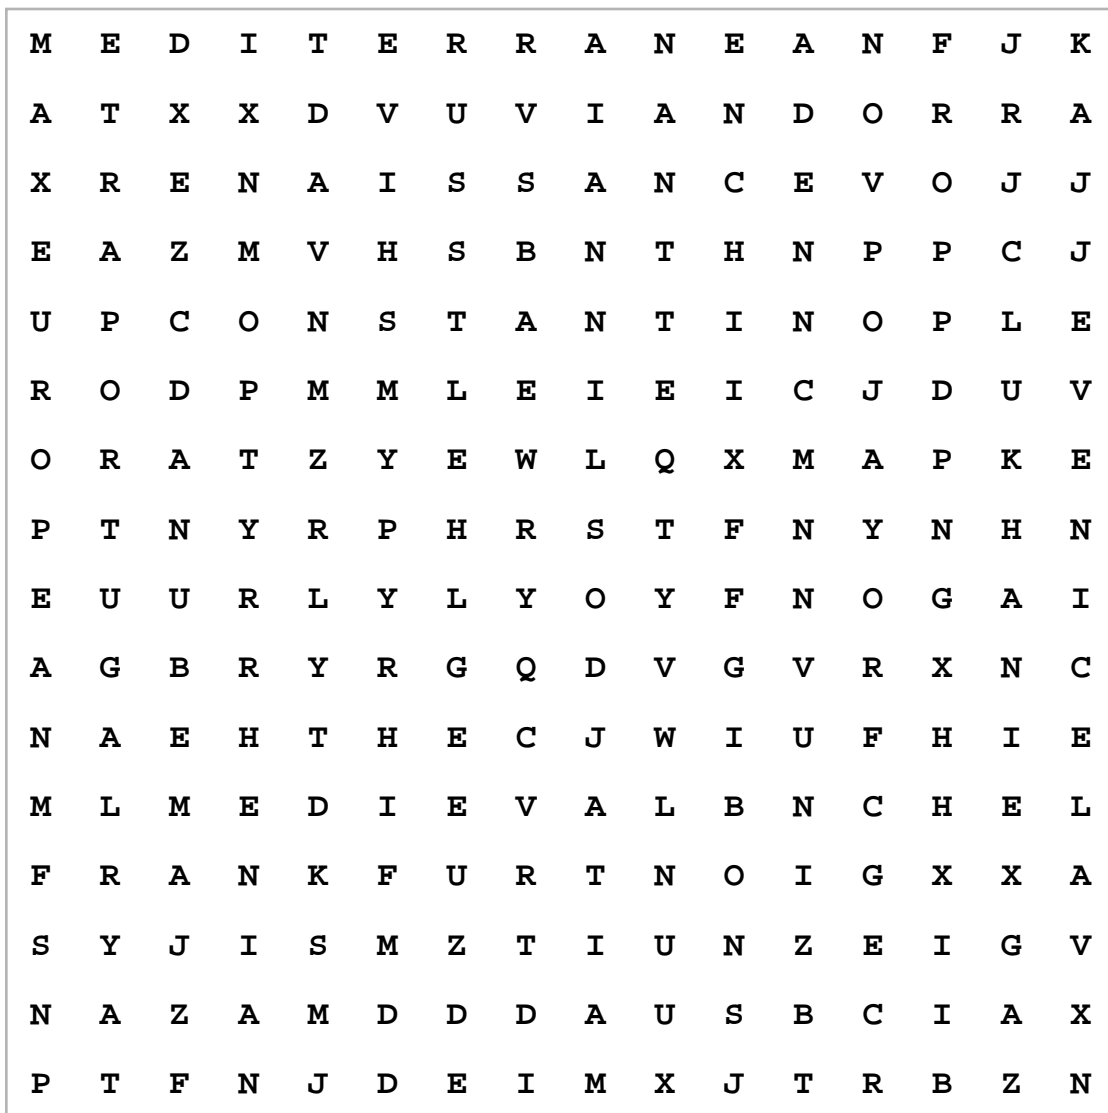 M E D I T E R R A N E A N F J K
A T X X D V U V I A N D O R R A
X R E N A I S S A N C E V O J J
E A Z M V H S B N T H N P P C J
U P C O N S T A N T I N O P L E
R O D P M M L E I E I C J D U V
O R A T Z Y E W L Q X M A P K E
P T N Y R P H R S T F N Y N H N
E U U R L Y L Y O Y F N O G A I
A G B R Y R G Q D V G V R X N C
N A E H T H E C J W I U F H I E
M L M E D I E V A L B N C H E L
F R A N K F U R T N O I G X X A
S Y J I S M Z T I U N Z E I G V
N A Z A M D D D A U S B C I A X
P T F N J D E I M X J T R B Z N